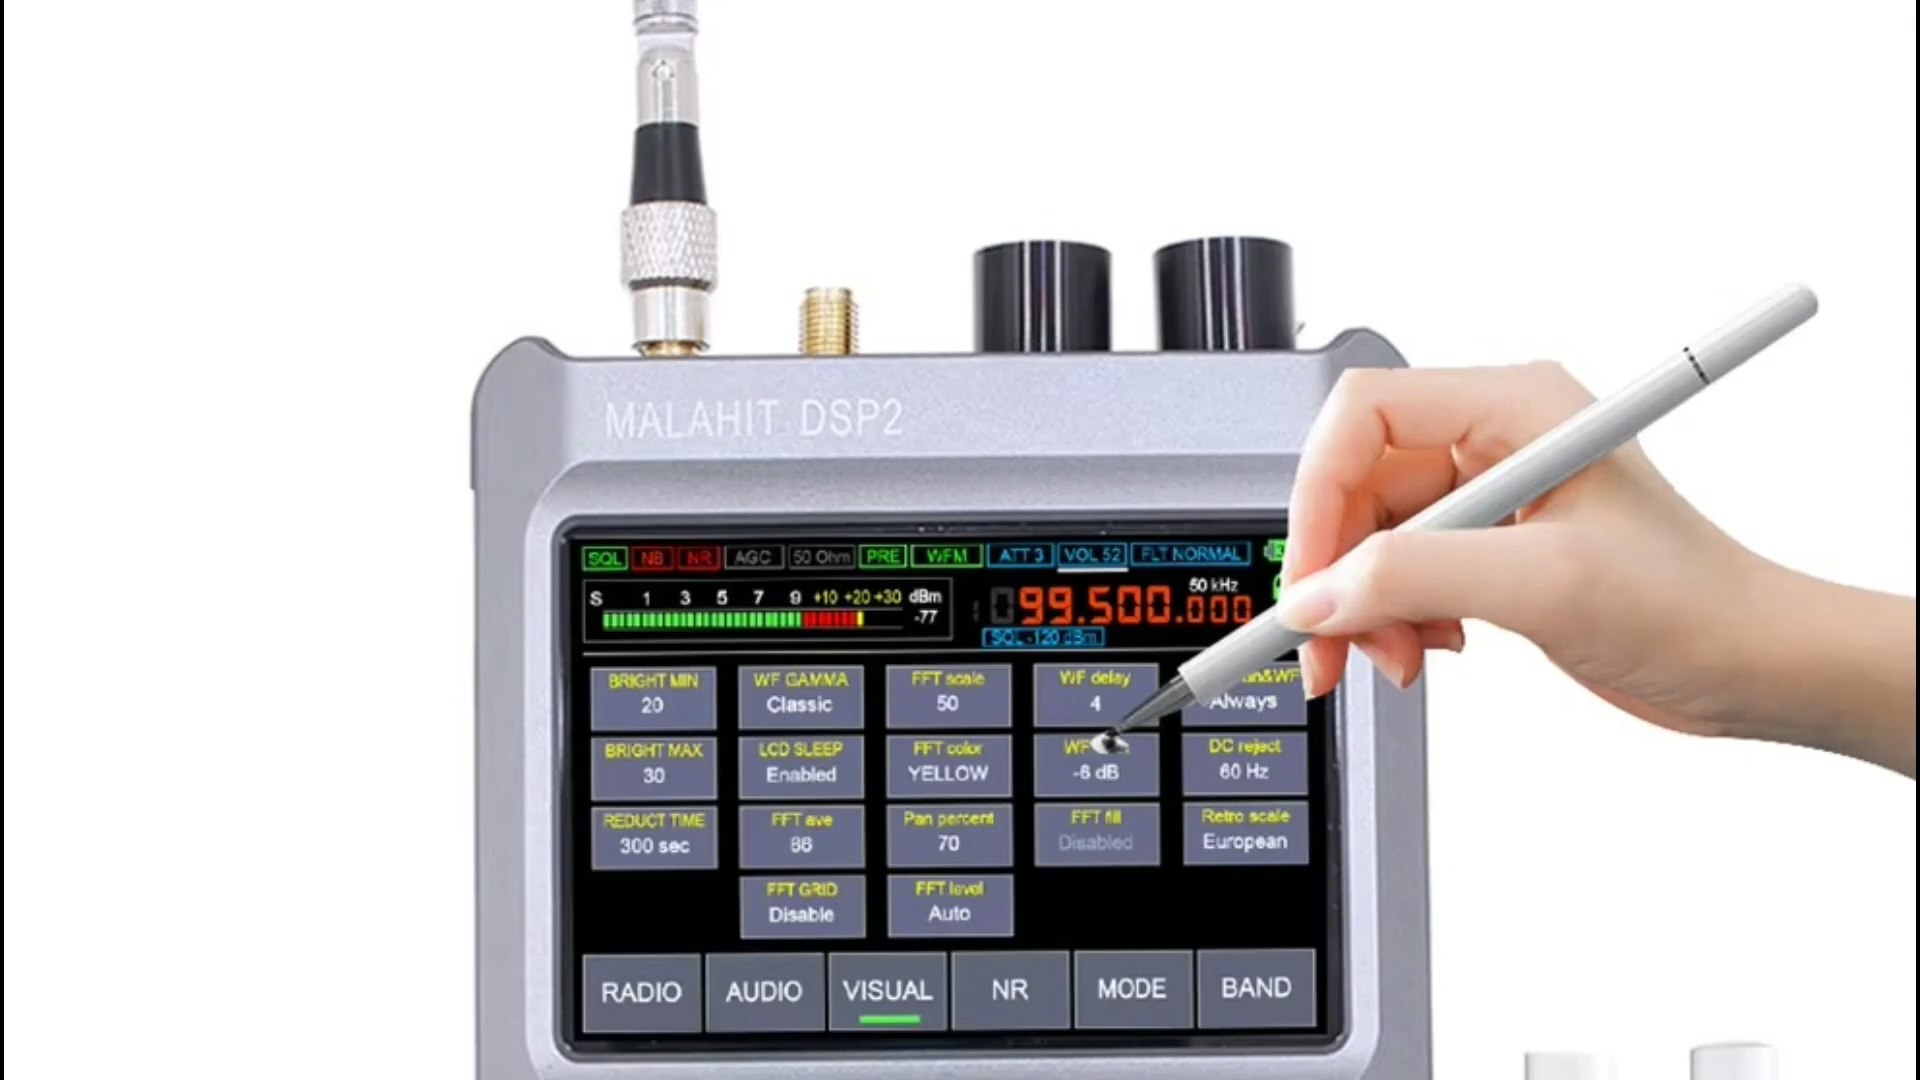 MALAHIT DSP2
SQL NB NR AGC 50 Ohm PRE WFM ATT 3 VOL 52 FLT NORMAL
S 1 3 5 7 9 +10 +20 +30 dBm
-77
50 kHz
99.500.000
SQL -120 dBm
BRIGHT MIN WF GAMMA FFT scale WF delay
20 Classic 50 4 Always
BRIGHT MAX LCD SLEEP FFT color WF DC reject
30 Enabled YELLOW -6 dB 60 Hz
REDUCT TIME FFT ave Pan percent FFT fill Retro scale
300 sec 86 70 Disabled European
FFT GRID FFT level
Disable Auto
RADIO AUDIO VISUAL NR MODE BAND